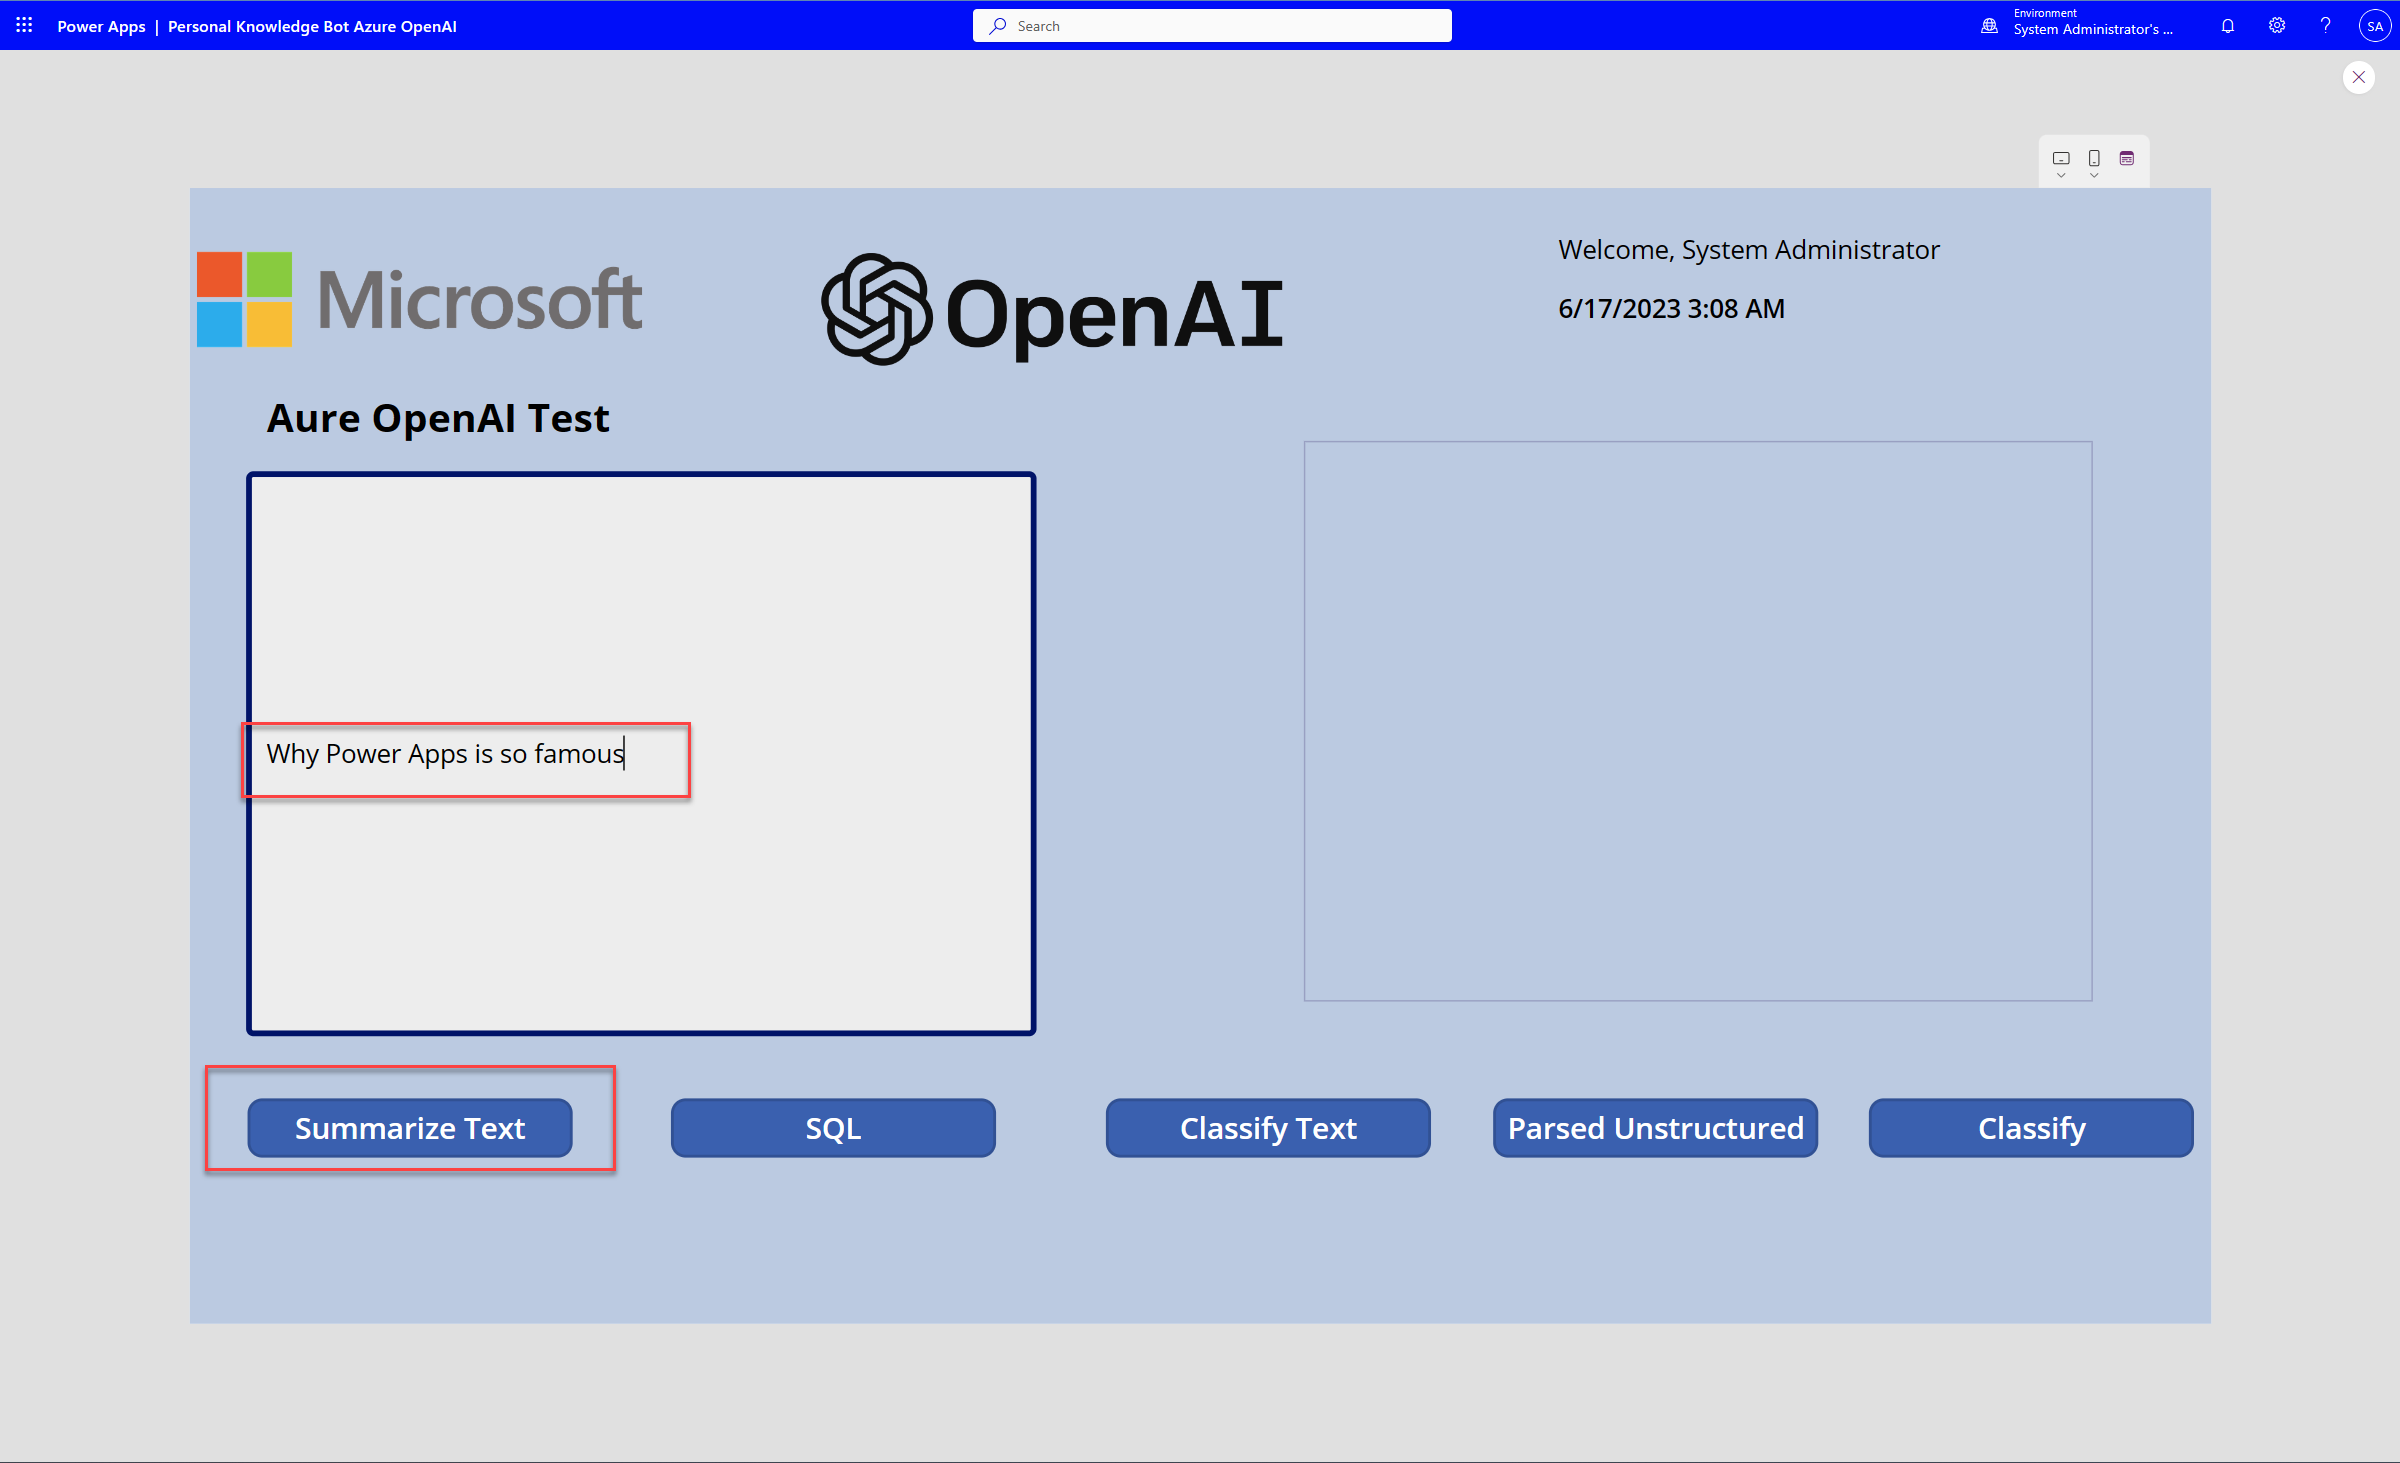 Power Apps | Personal Knowledge Bot Azure OpenAI
Search
Environment
System Administrator's ...
SA
Microsoft
OpenAI
Welcome, System Administrator
6/17/2023 3:08 AM
Aure OpenAI Test
Why Power Apps is so famous
Summarize Text
SQL
Classify Text
Parsed Unstructured
Classify